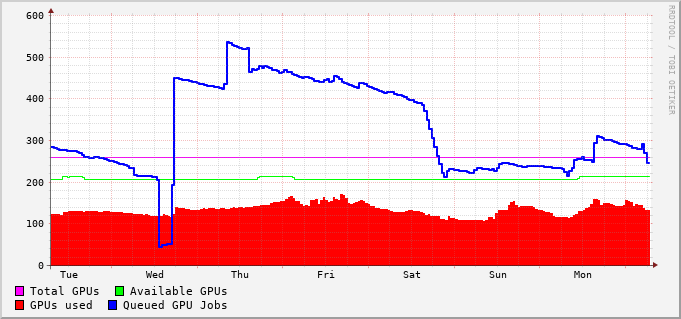 600
500
400
300
200
100
0
Tue Wed Thu Fri Sat Sun Mon
Total GPUs Available GPUs
GPUs used Queued GPU Jobs
RRDTOOL / TOBI OETIKER